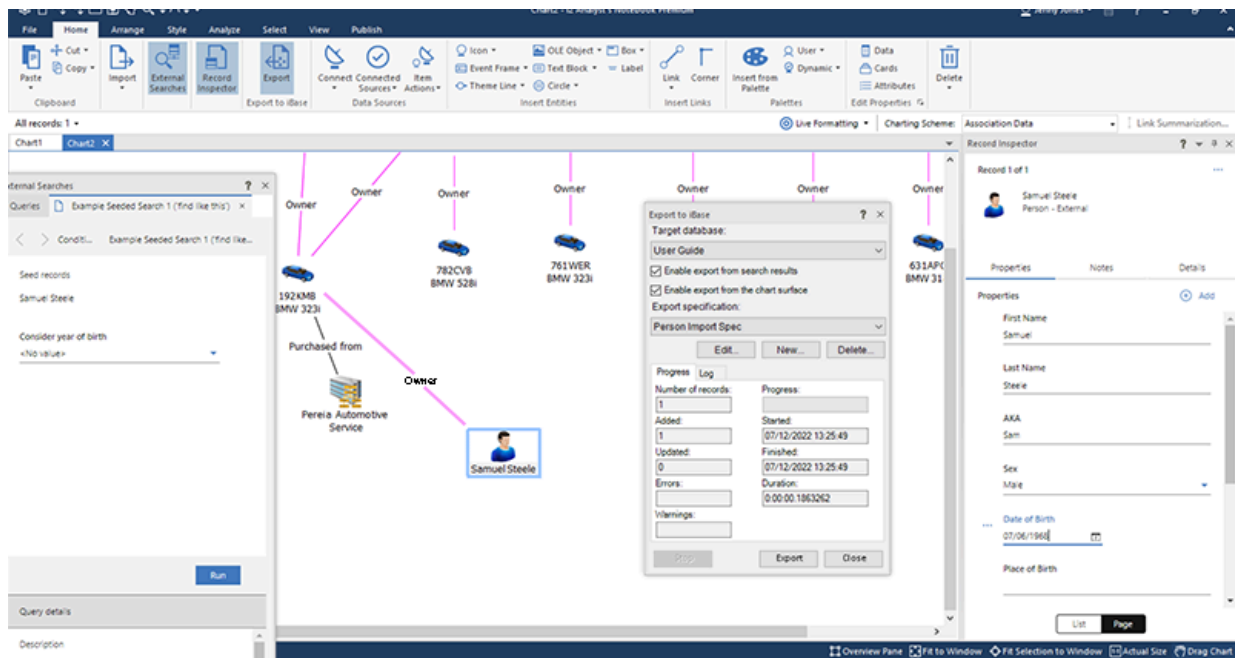 Chart2 - i2 Analyst's Notebook Premium
Jenny Jones
File Home Arrange Style Analyze Select View Publish
Paste
Cut
Copy
Clipboard
Import
External Searches
Record Inspector
Export
Export to iBase
Connect
Connected Sources
Item Actions
Data Sources
Icon
Event Frame
Theme Line
OLE Object
Text Block
Circle
Box
Label
Insert Entities
Link
Corner
Insert Links
Insert from Palette
User
Dynamic
Palettes
Data
Cards
Attributes
Edit Properties
Delete
All records: 1
Live Formatting
Charting Scheme: Association Data
Link Summarization...
Chart1
Chart2
External Searches
Queries
Example Seeded Search 1 ('find like this')
Conditi...
Example Seeded Search 1 ('find like...
Seed records
Samuel Steele
Consider year of birth
<No value>
Run
Query details
Description
Owner
Owner
Owner
Owner
Owner
Owner
Owner
192KMB
BMW 323i
782CVB
BMW 528i
761WER
BMW 323i
Purchased from
Owner
Automotive
Service
Samuel Steele
Export to iBase
Target database:
User Guide
Enable export from search results
Enable export from the chart surface
Export specification:
Person Import Spec
Edit...
New...
Delete...
Progress
Log
Number of records:
1
Progress:
Added:
1
Started:
07/12/2022 13:25:49
Updated:
0
Finished:
07/12/2022 13:25:49
Errors:
Duration:
0:00:00.1863262
Warnings:
Stop
Export
Close
BMW 31
Record Inspector
Record 1 of 1
Samuel Steele
Person - External
Properties
Notes
Details
Properties
Add
First Name
Samuel
Last Name
Steele
AKA
Sam
Sex
Male
Date of Birth
07/06/1968
Place of Birth
List
Page
Overview Pane
Fit to Window
Fit Selection to Window
Actual Size
Drag Chart